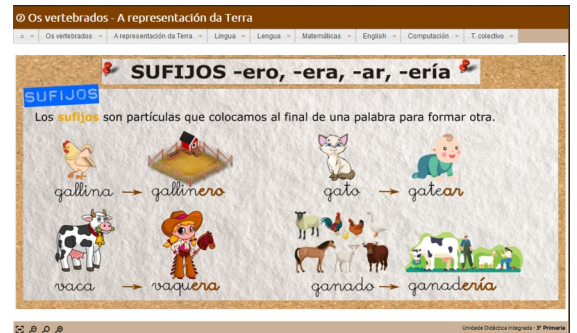 ② Os vertebrados - A representación da Terra
Os vertebrados A representación da Terra Lingua Lengua Matemáticas English Computación T. colectivo
SUFIJOS -ero, -era, -ar, -ería
SUFIJOS
Los sufijos son partículas que colocamos al final de una palabra para formar otra.
gallina → gallinero gato → gatear
vaca → vaquera ganado → ganadería
Unidade Didáctica Integrada - 3º Primaria